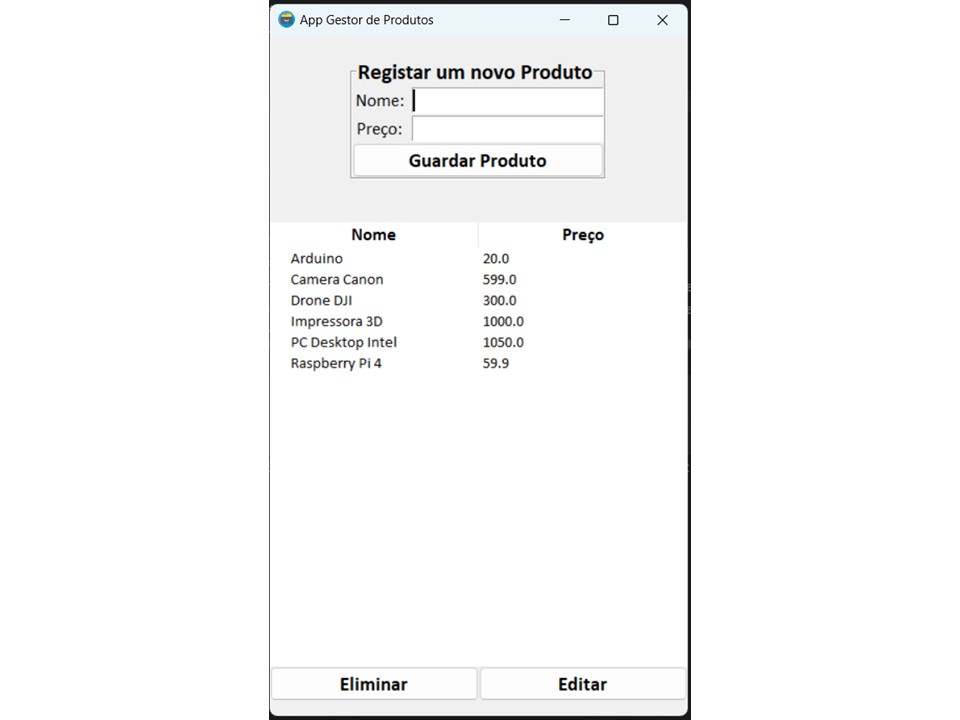 App Gestor de Produtos
Registar um novo Produto
Nome:
Preço:
Guardar Produto
Nome Preço
Arduino 20.0
Camera Canon 599.0
Drone DJI 300.0
Impressora 3D 1000.0
PC Desktop Intel 1050.0
Raspberry Pi 4 59.9
Eliminar Editar